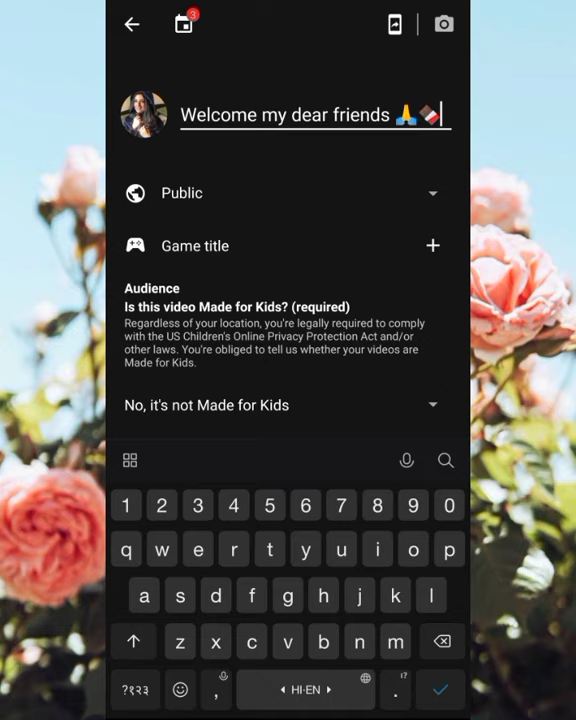 3
Welcome my dear friends 🙏🍫
Public
Game title
Audience
Is this video Made for Kids? (required)
Regardless of your location, you're legally required to comply
with the US Children's Online Privacy Protection Act and/or
other laws. You're obliged to tell us whether your videos are
Made for Kids.
No, it's not Made for Kids
1 2 3 4 5 6 7 8 9 0
q w e r t y u i o p
a s d f g h j k l
z x c v b n m
?१२३ , HI·EN . !?